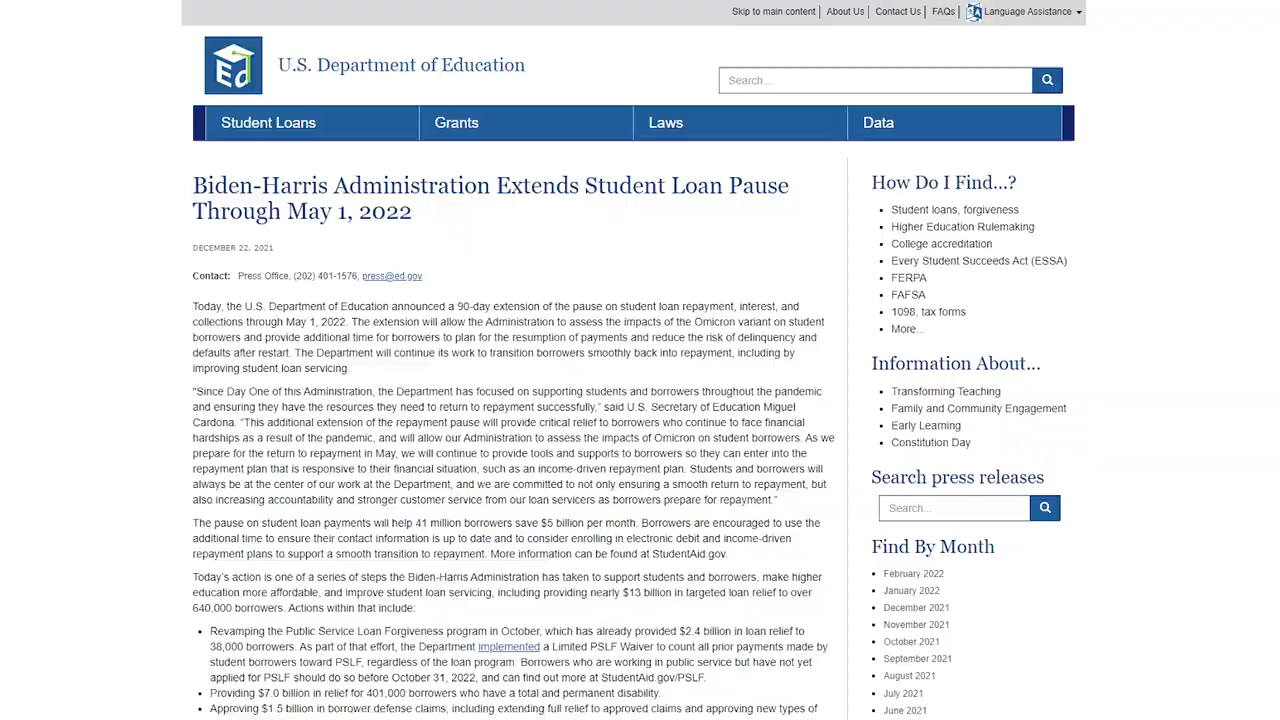 Skip to main content | About Us | Contact Us | FAQs | Language Assistance
Ed
U.S. Department of Education
Search...
Student Loans
Grants
Laws
Data
Biden-Harris Administration Extends Student Loan Pause
Through May 1, 2022
DECEMBER 22, 2021
Contact: Press Office, (202) 401-1576, press@ed.gov
Today, the U.S. Department of Education announced a 90-day extension of the pause on student loan repayment, interest, and
collections through May 1, 2022. The extension will allow the Administration to assess the impacts of the Omicron variant on student
borrowers and provide additional time for borrowers to plan for the resumption of payments and reduce the risk of delinquency and
defaults after restart. The Department will continue its work to transition borrowers smoothly back into repayment, including by
improving student loan servicing.
"Since Day One of this Administration, the Department has focused on supporting students and borrowers throughout the pandemic
and ensuring they have the resources they need to return to repayment successfully," said U.S. Secretary of Education Miguel
Cardona. "This additional extension of the repayment pause will provide critical relief to borrowers who continue to face financial
hardships as a result of the pandemic, and will allow our Administration to assess the impacts of Omicron on student borrowers. As we
prepare for the return to repayment in May, we will continue to provide tools and supports to borrowers so they can enter into the
repayment plan that is responsive to their financial situation, such as an income-driven repayment plan. Students and borrowers will
always be at the center of our work at the Department, and we are committed to not only ensuring a smooth return to repayment, but
also increasing accountability and stronger customer service from our loan servicers as borrowers prepare for repayment."
The pause on student loan payments will help 41 million borrowers save $5 billion per month. Borrowers are encouraged to use the
additional time to ensure their contact information is up to date and to consider enrolling in electronic debit and income-driven
repayment plans to support a smooth transition to repayment. More information can be found at StudentAid.gov.
Today's action is one of a series of steps the Biden-Harris Administration has taken to support students and borrowers, make higher
education more affordable, and improve student loan servicing, including providing nearly $13 billion in targeted loan relief to over
640,000 borrowers. Actions within that include:
• Revamping the Public Service Loan Forgiveness program in October, which has already provided $2.4 billion in loan relief to
38,000 borrowers. As part of that effort, the Department implemented a Limited PSLF Waiver to count all prior payments made by
student borrowers toward PSLF, regardless of the loan program. Borrowers who are working in public service but have not yet
applied for PSLF should do so before October 31, 2022, and can find out more at StudentAid.gov/PSLF.
• Providing $7.0 billion in relief for 401,000 borrowers who have a total and permanent disability.
• Approving $1.5 billion in borrower defense claims, including extending full relief to approved claims and approving new types of
How Do I Find...?
• Student loans, forgiveness
• Higher Education Rulemaking
• College accreditation
• Every Student Succeeds Act (ESSA)
• FERPA
• FAFSA
• 1098, tax forms
• More...
Information About...
• Transforming Teaching
• Family and Community Engagement
• Early Learning
• Constitution Day
Search press releases
Search...
Find By Month
• February 2022
• January 2022
• December 2021
• November 2021
• October 2021
• September 2021
• August 2021
• July 2021
• June 2021